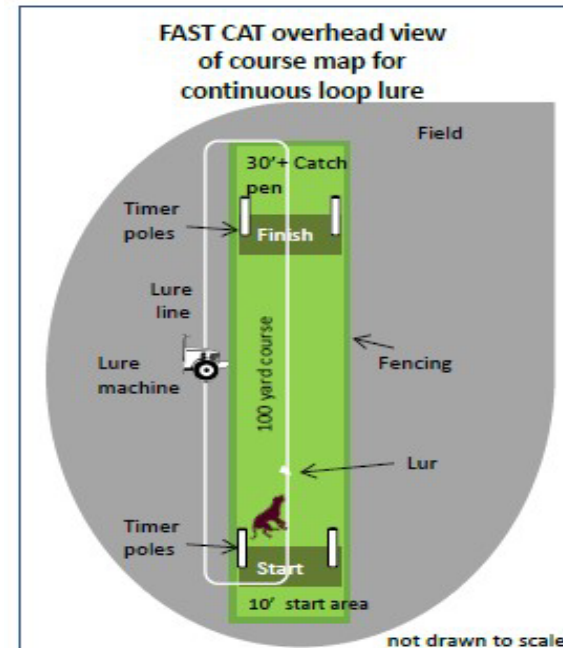 FAST CAT overhead view
of course map for
continuous loop lure
Field
30'+ Catch
pen
Timer
poles
Finish
Lure
line
100 yard course
Lure
machine
Fencing
Lur
Timer
poles
Start
10' start area
not drawn to scale